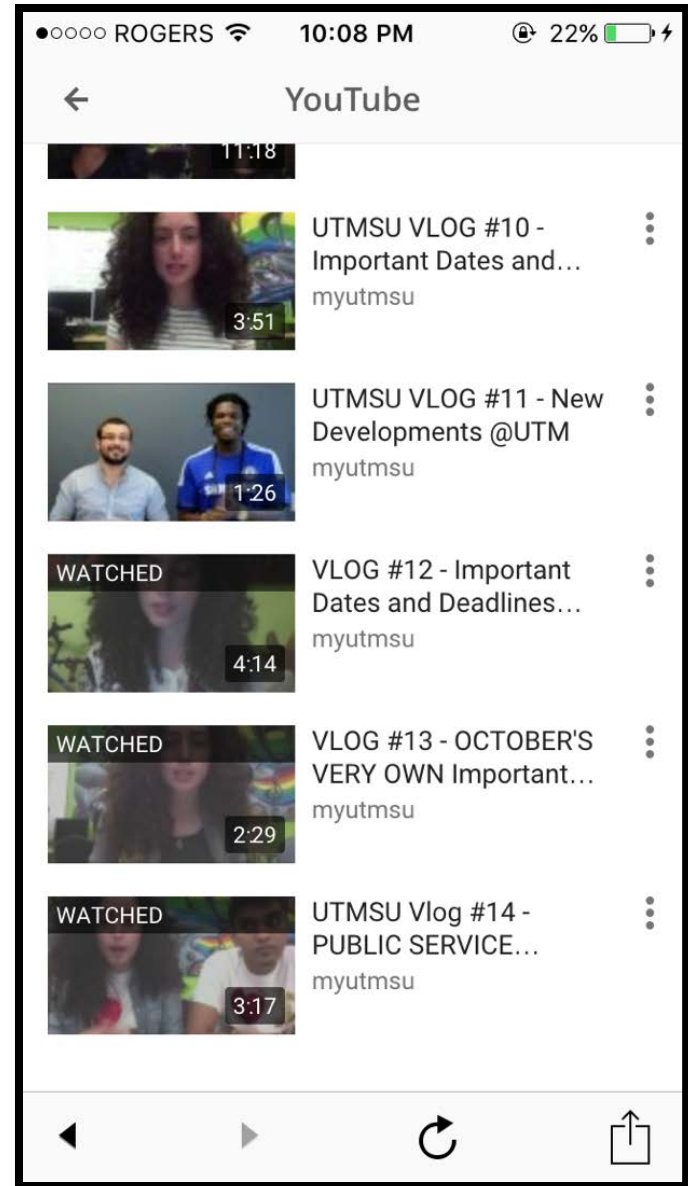 ROGERS 10:08 PM 22%
YouTube
11:18
UTMSU VLOG #10 -
Important Dates and...
myutmsu
3:51
UTMSU VLOG #11 - New
Developments @UTM
myutmsu
1:26
WATCHED
VLOG #12 - Important
Dates and Deadlines...
myutmsu
4:14
WATCHED
VLOG #13 - OCTOBER'S
VERY OWN Important...
myutmsu
2:29
WATCHED
UTMSU Vlog #14 -
PUBLIC SERVICE...
myutmsu
3:17